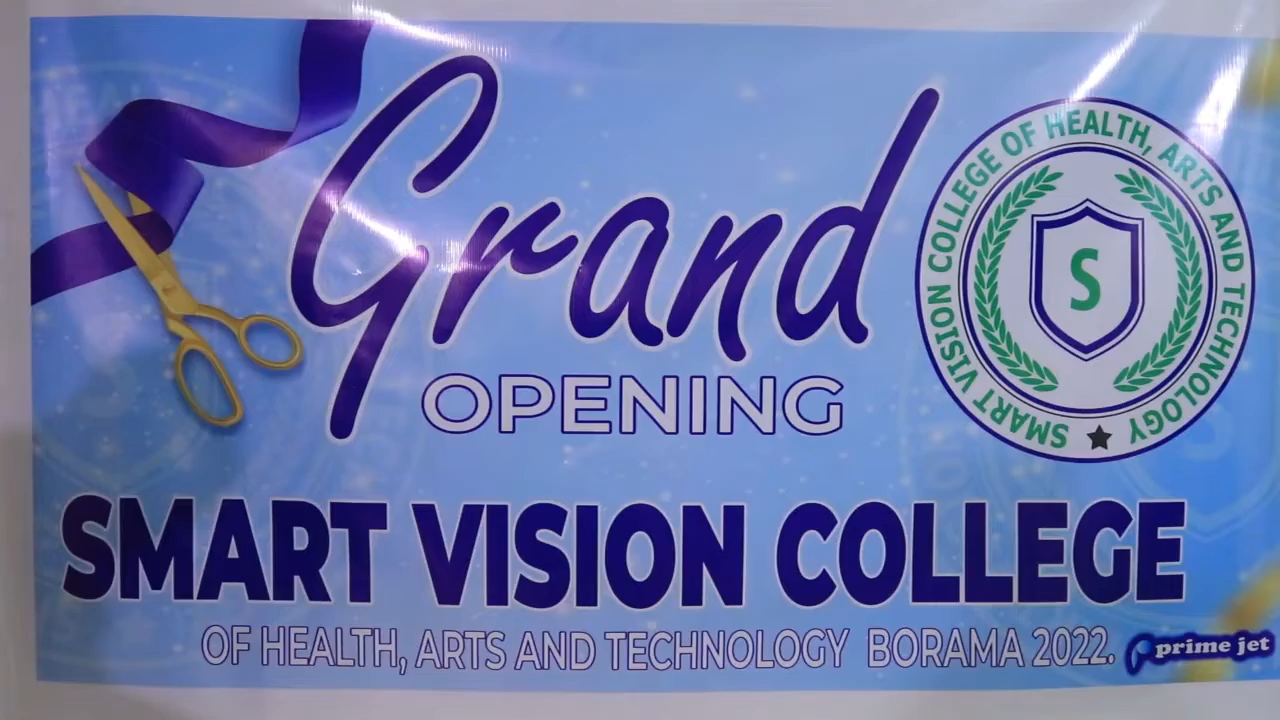 Grand
OPENING
SMART VISION COLLEGE OF HEALTH, ARTS AND TECHNOLOGY
S
SMART VISION COLLEGE
OF HEALTH, ARTS AND TECHNOLOGY BORAMA 2022.
prime jet